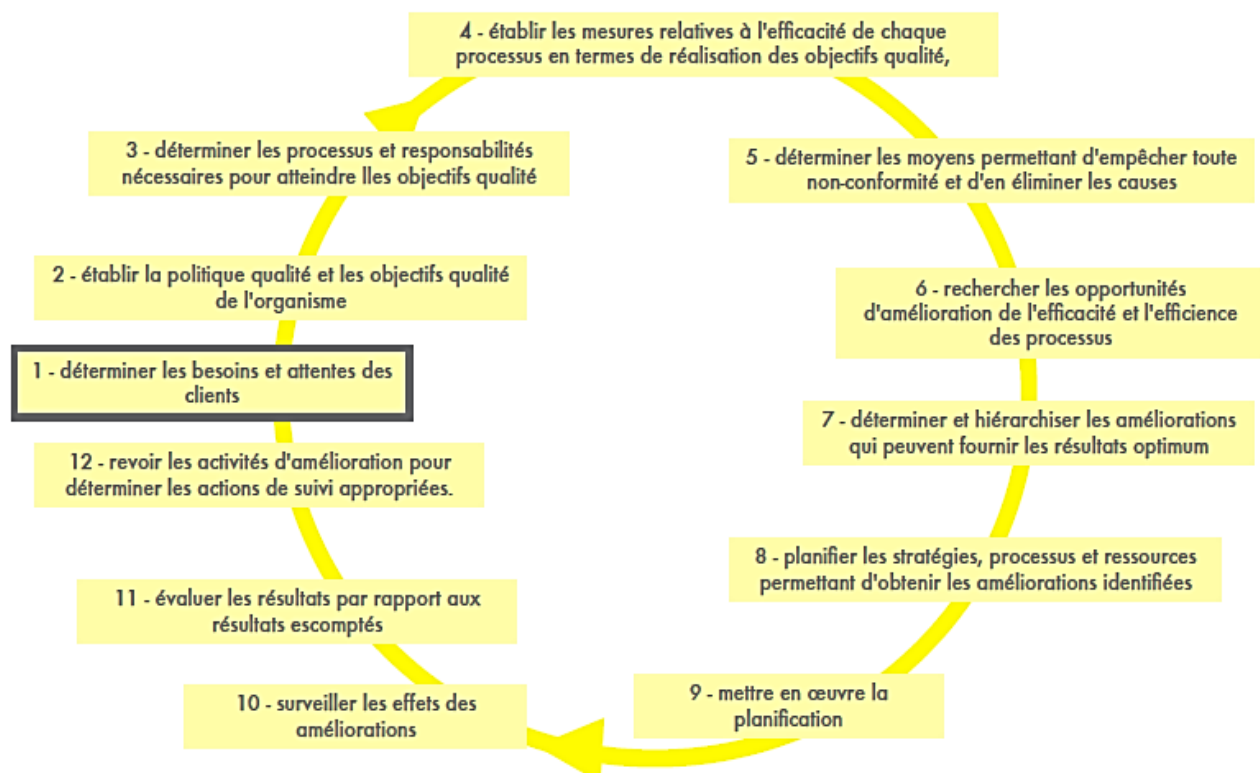 4 - établir les mesures relatives à l'efficacité de chaque
processus en termes de réalisation des objectifs qualité,
3 - déterminer les processus et responsabilités
nécessaires pour atteindre lles objectifs qualité
5 - déterminer les moyens permettant d'empêcher toute
non-conformité et d'en éliminer les causes
2 - établir la politique qualité et les objectifs qualité
de l'organisme
6 - rechercher les opportunités
d'amélioration de l'efficacité et l'efficience
des processus
1 - déterminer les besoins et attentes des
clients
7 - déterminer et hiérarchiser les améliorations
qui peuvent fournir les résultats optimum
12 - revoir les activités d'amélioration pour
déterminer les actions de suivi appropriées.
8 - planifier les stratégies, processus et ressources
permettant d'obtenir les améliorations identifiées
11 - évaluer les résultats par rapport aux
résultats escomptés
9 - mettre en œuvre la
planification
10 - surveiller les effets des
améliorations